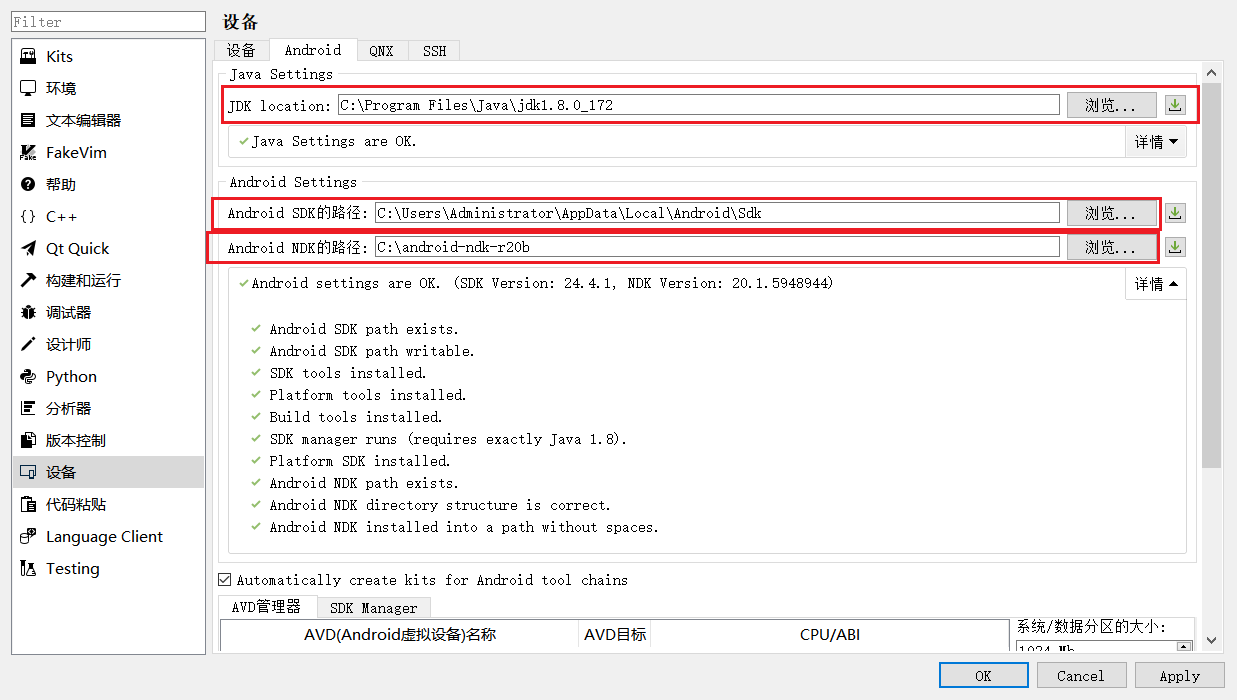 Filter
设备
Kits
环境
文本编辑器
FakeVim
帮助
C++
Qt Quick
构建和运行
调试器
设计师
Python
分析器
版本控制
设备
代码粘贴
Language Client
Testing
设备 Android QNX SSH
Java Settings
JDK location: C:\Program Files\Java\jdk1.8.0_172 浏览...
Java Settings are OK. 详情
Android Settings
Android SDK的路径: C:\Users\Administrator\AppData\Local\Android\Sdk 浏览...
Android NDK的路径: C:\android-ndk-r20b 浏览...
Android settings are OK. (SDK Version: 24.4.1, NDK Version: 20.1.5948944) 详情
Android SDK path exists.
Android SDK path writable.
SDK tools installed.
Platform tools installed.
Build tools installed.
SDK manager runs (requires exactly Java 1.8).
Platform SDK installed.
Android NDK path exists.
Android NDK directory structure is correct.
Android NDK installed into a path without spaces.
Automatically create kits for Android tool chains
AVD管理器 SDK Manager
AVD(Android虚拟设备)名称 AVD目标 CPU/ABI
系统/数据分区的大小:
1024 Mb
OK Cancel Apply